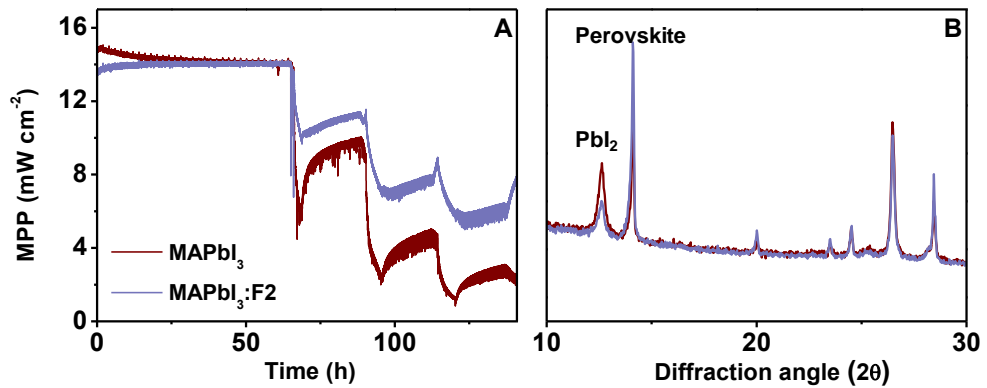 A
MPP (mW cm⁻²)
16
12
8
4
0
MAPbI₃
MAPbI₃:F2
0
50
100
Time (h)
B
Perovskite
PbI₂
10
20
30
Diffraction angle (2θ)